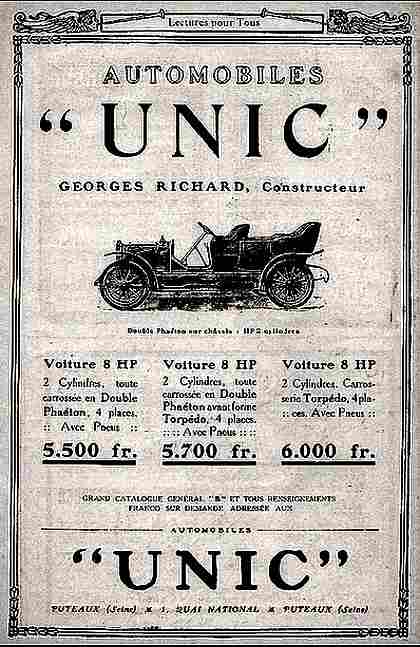 Lectures pour Tous
AUTOMOBILES
“UNIC”
GEORGES RICHARD, Constructeur
Double Phaéton sur châssis 8 HP 2 cylindres
Voiture 8 HP
2 Cylindres, toute
carrossée en Double
Phaéton, 4 places.
:: Avec Pneus ::
5.500 fr.
Voiture 8 HP
2 Cylindres, toute
carrossée en Double
Phaéton avant forme
Torpédo, 4 places.
:: :: Avec Pneus :: ::
5.700 fr.
Voiture 8 HP
2 Cylindres, Carros-
serie Torpédo, 4 pla-
:: ces. Avec Pneus ::
6.000 fr.
GRAND CATALOGUE GÉNÉRAL "&" ET TOUS RENSEIGNEMENTS
FRANCO SUR DEMANDE ADRESSÉE AUX
AUTOMOBILES
“UNIC”
PUTEAUX (Seine) 1, QUAI NATIONAL PUTEAUX (Seine)